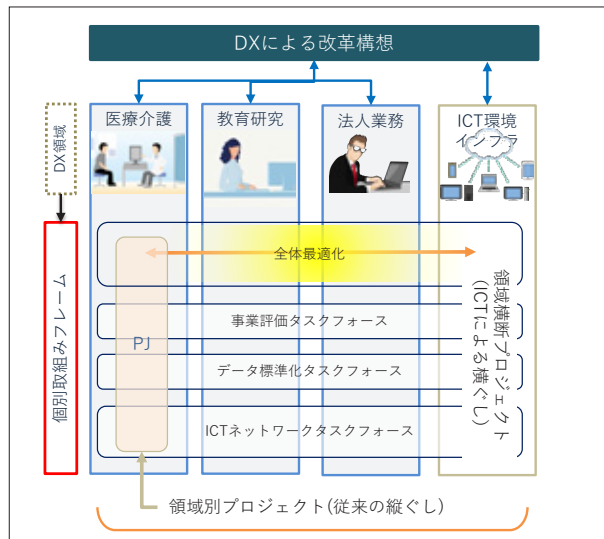 DXによる改革構想
医療介護
教育研究
法人業務
ICT環境
インフラ
DX領域
全体最適化
個別取組みフレーム
PJ
事業評価タスクフォース
データ標準化タスクフォース
ICTネットワークタスクフォース
領域横断プロジェクト
(ICTによる横ぐし)
領域別プロジェクト(従来の縦ぐし)